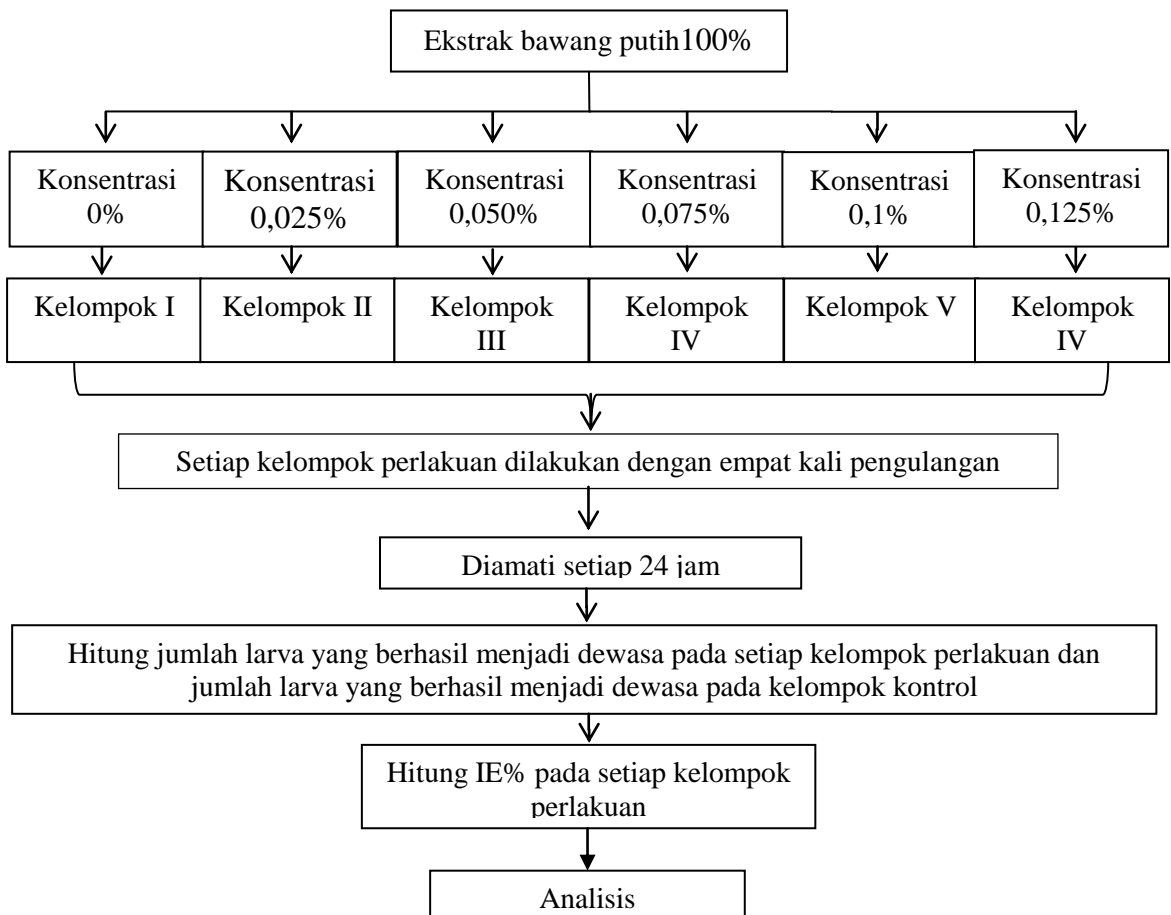 Ekstrak bawang putih100%
Konsentrasi
0%
Konsentrasi
0,025%
Konsentrasi
0,050%
Konsentrasi
0,075%
Konsentrasi
0,1%
Konsentrasi
0,125%
Kelompok I
Kelompok II
Kelompok
III
Kelompok
IV
Kelompok V
Kelompok
IV
Setiap kelompok perlakuan dilakukan dengan empat kali pengulangan
Diamati setiap 24 jam
Hitung jumlah larva yang berhasil menjadi dewasa pada setiap kelompok perlakuan dan
jumlah larva yang berhasil menjadi dewasa pada kelompok kontrol
Hitung IE% pada setiap kelompok
perlakuan
Analisis